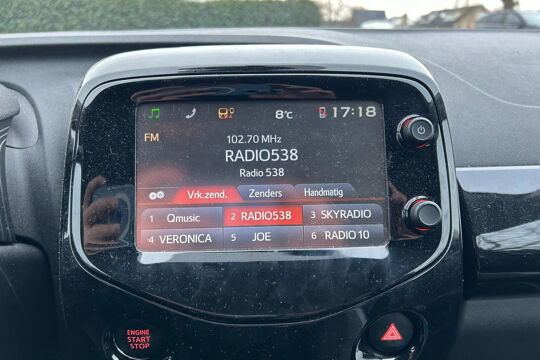 8°C 17:18
FM
102.70 MHz
RADIO538
Radio 538
Vrk.zend. Zenders Handmatig
1 Qmusic 2 RADIO538 3 SKYRADIO
4 VERONICA 5 JOE 6 RADIO 10
ENGINE
START
STOP